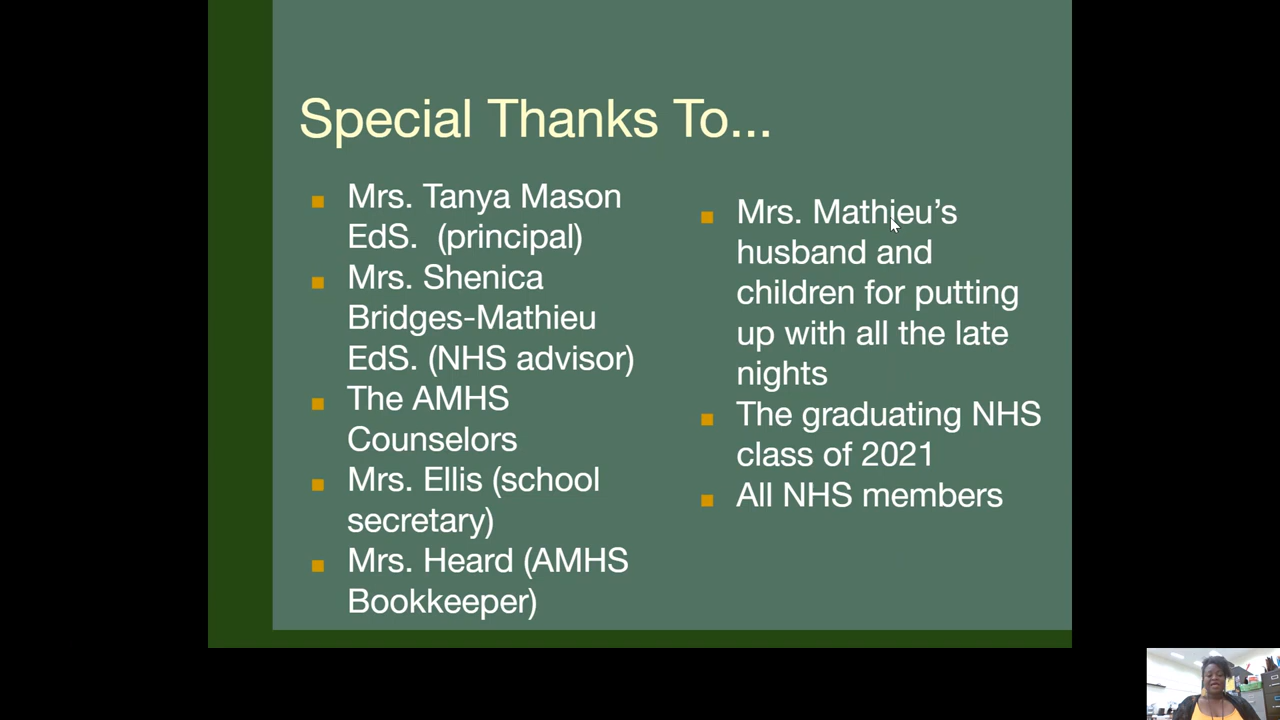 Special Thanks To...
Mrs. Tanya Mason
EdS.  (principal)
Mrs. Shenica
Bridges-Mathieu
EdS. (NHS advisor)
The AMHS
Counselors
Mrs. Ellis (school
secretary)
Mrs. Heard (AMHS
Bookkeeper)
Mrs. Mathieu’s
husband and
children for putting
up with all the late
nights
The graduating NHS
class of 2021
All NHS members